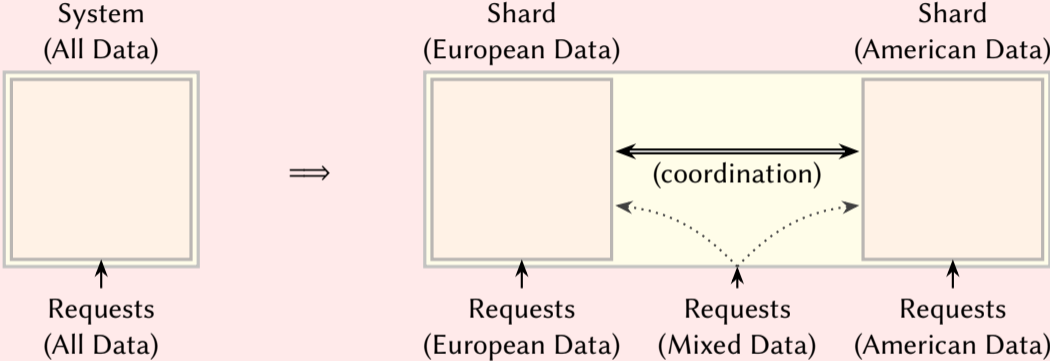 System
(All Data)
Shard
(European Data)
Shard
(American Data)
⟹
(coordination)
Requests
(All Data)
Requests
(European Data)
Requests
(Mixed Data)
Requests
(American Data)